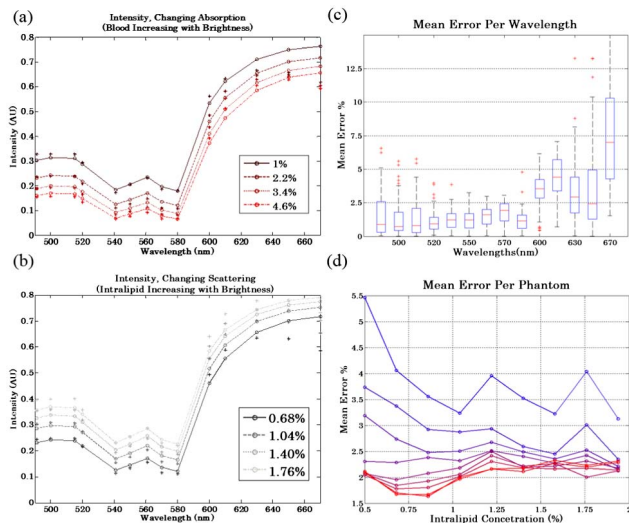 (a)
Intensity, Changing Absorption
(Blood Increasing with Brightness)
0.8
0.7
0.6
0.5
0.4
0.3
0.2
0.1
0
Intensity (AU)
1%
2.2%
3.4%
4.6%
500 520 540 560 580 600 620 640 660
Wavelength (nm)
(b)
Intensity, Changing Scattering
(Intralipid Increasing with Brightness)
0.8
0.7
0.6
0.5
0.4
0.3
0.2
0.1
0
Intensity (AU)
0.68%
1.04%
1.40%
1.76%
500 520 540 560 580 600 620 640 660
Wavelength (nm)
(c)
Mean Error Per Wavelength
12.5
10
7.5
5
2.5
0
Mean Error %
500 520 540 570 600 630 670
Wavelengths(nm)
(d)
Mean Error Per Phantom
5.5
5
4.5
4
3.5
3
2.5
2
1.5
Mean Error %
0.5 0.75 1 1.25 1.5 1.75 2
Intralipid Concetration (%)